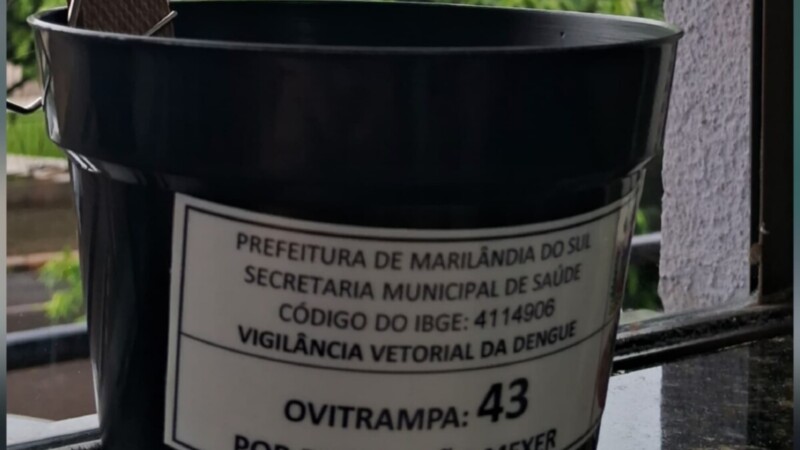 PREFEITURA DE MARILÂNDIA DO SUL
SECRETARIA MUNICIPAL DE SAÚDE
CÓDIGO DO IBGE: 4114906
VIGILÂNCIA VETORIAL DA DENGUE
OVITRAMPA: 43
POR